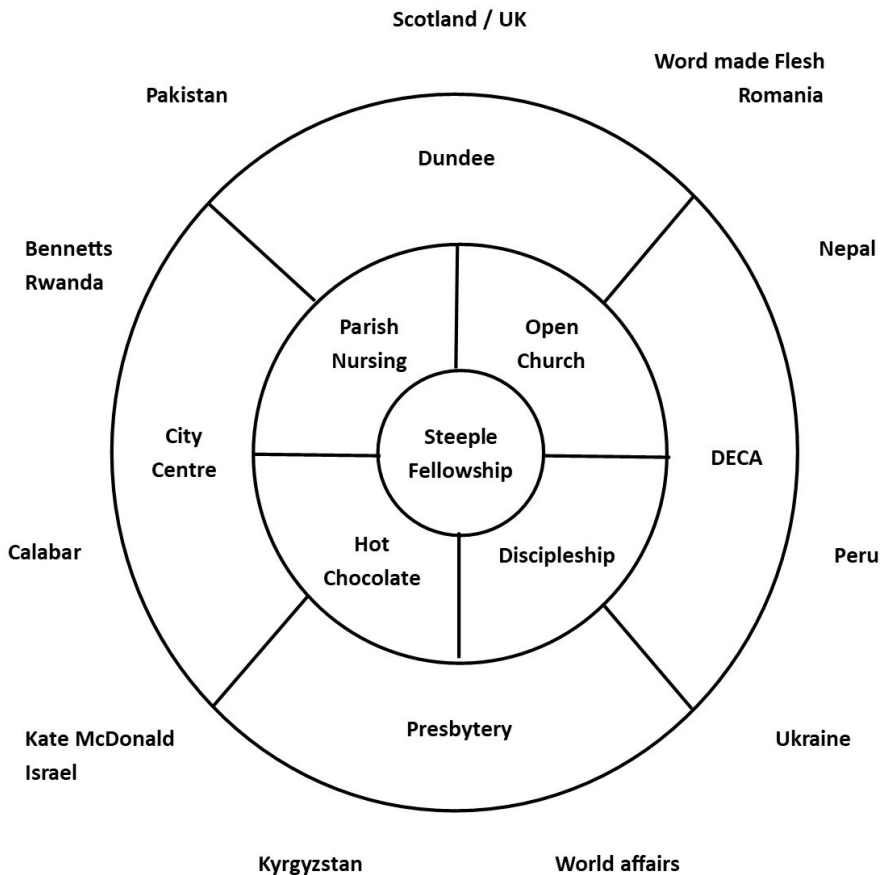 Scotland / UK
Word made Flesh
Romania
Pakistan
Dundee
Bennetts
Rwanda
Nepal
Parish
Nursing
Open
Church
City
Centre
Steeple
Fellowship
DECA
Calabar
Hot
Chocolate
Discipleship
Peru
Presbytery
Kate McDonald
Israel
Ukraine
Kyrgyzstan
World affairs